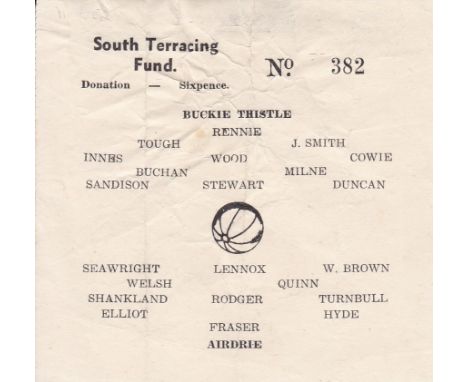 South Terracing
Fund.
Nº 382
Donation — Sixpence.
BUCKIE THISTLE
RENNIE
TOUGH J. SMITH
INNES WOOD COWIE
BUCHAN MILNE
SANDISON STEWART DUNCAN
SEAWRIGHT LENNOX W. BROWN
WELSH QUINN
SHANKLAND RODGER TURNBULL
ELLIOT HYDE
FRASER
AIRDRIE